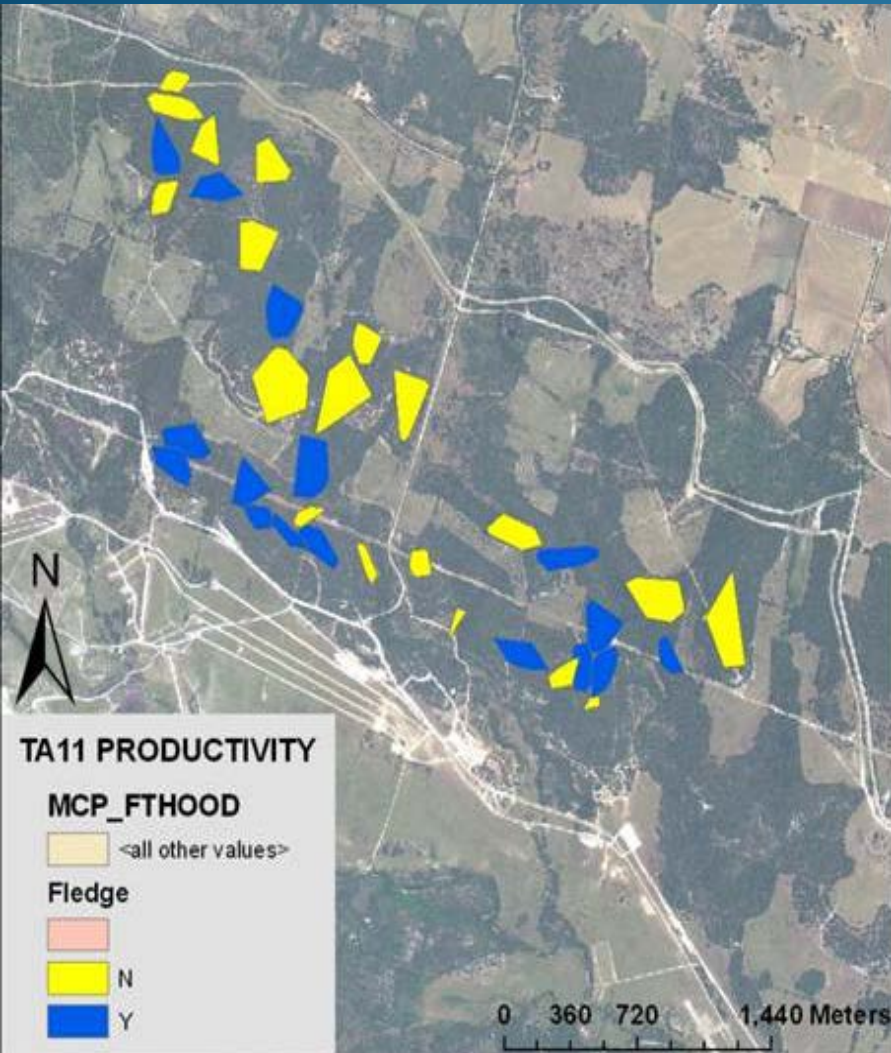 N
TA11 PRODUCTIVITY
MCP_FTHOOD
<all other values>
Fledge
N
Y
0 360 720 1,440 Meters